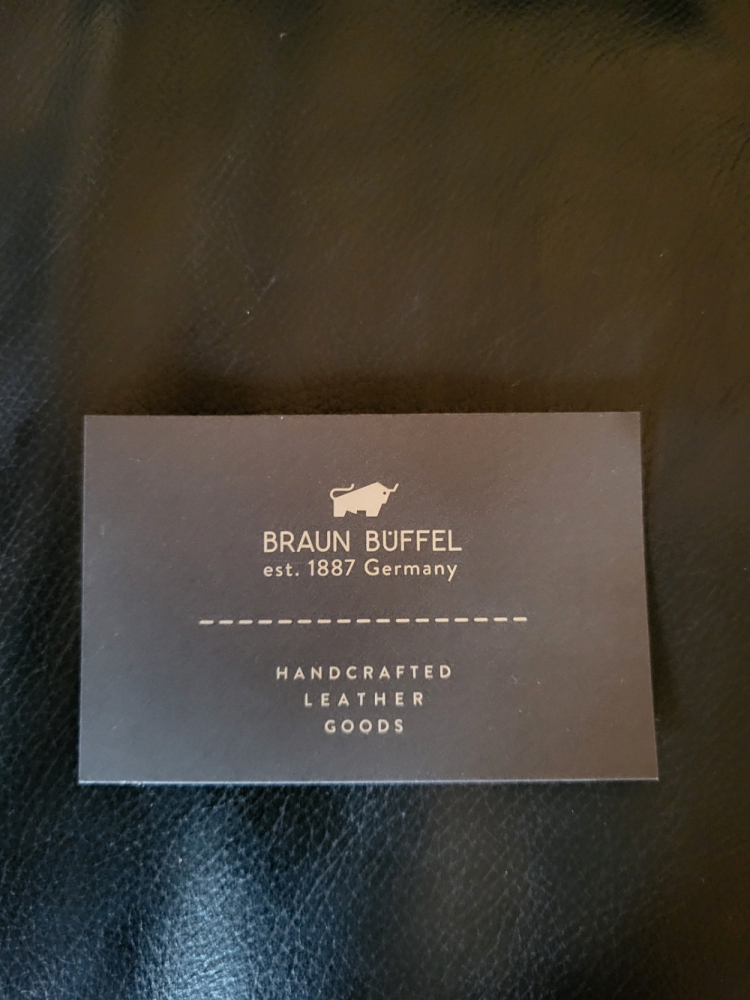 BRAUN BÜFFEL
est. 1887 Germany
HANDCRAFTED
LEATHER
GOODS